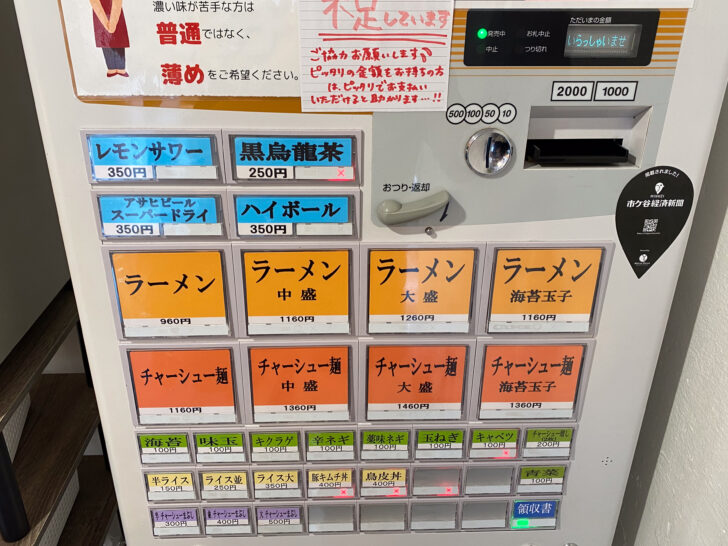 濃い味が苦手な方は
普通ではなく、
薄めをご希望ください。
不足しています
ご協力お願いします
ピッタリの金額をお持ちの方
は、ピッタリでお支払い
いただけると助かります…!!
ただいまの金額
発売中
お札中止
いらっしゃいませ
中止
つり切れ
2000
1000
500
100
50
10
おつり・返却
掲載されました!
市ケ谷経済新聞
レモンサワー
350円
黒烏龍茶
250円
アサヒビール
スーパードライ
350円
ハイボール
350円
ラーメン
960円
ラーメン
中盛
1160円
ラーメン
大盛
1260円
ラーメン
海苔玉子
1160円
チャーシュー麺
1160円
チャーシュー麺
中盛
1360円
チャーシュー麺
大盛
1460円
チャーシュー麺
海苔玉子
1560円
海苔
100円
味玉
100円
キクラゲ
100円
辛ネギ
100円
薬味ネギ
100円
玉ねぎ
100円
キャベツ
100円
200円
半ライス
150円
ライス並
250円
ライス大
350円
豚キムチ丼
400円
鳥皮丼
400円
青菜
100円
300円
400円
500円
領収書